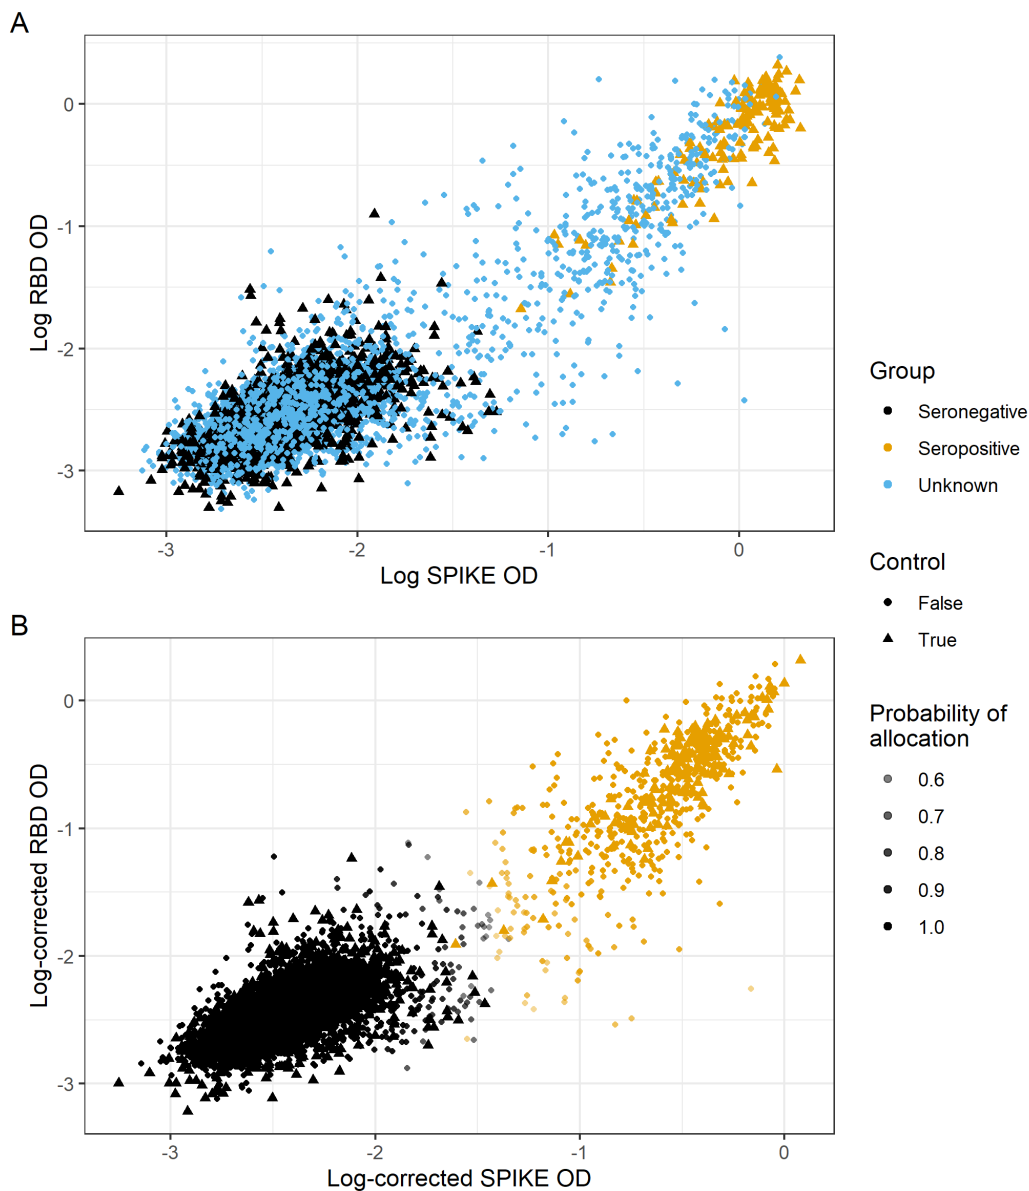 A
0
-1
-2
-3
Log RBD OD
-3 -2 -1 0
Log SPIKE OD
B
0
-1
-2
-3
Log-corrected RBD OD
-3 -2 -1 0
Log-corrected SPIKE OD
Group
Seronegative
Seropositive
Unknown
Control
False
True
Probability of
allocation
0.6
0.7
0.8
0.9
1.0